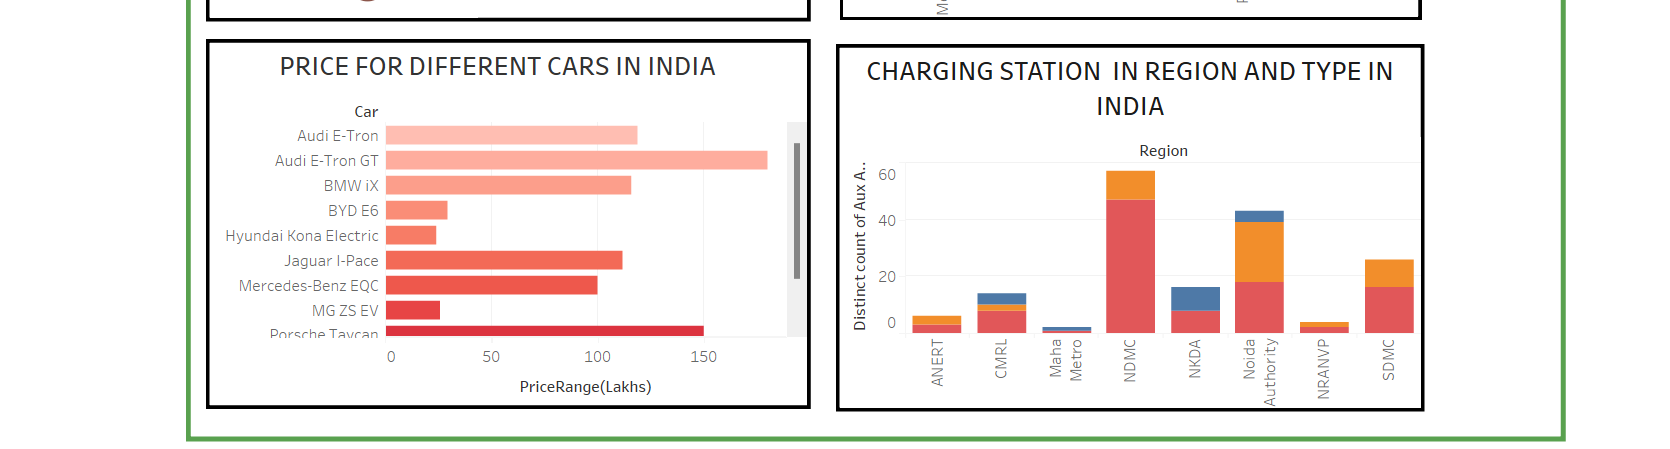 PRICE FOR DIFFERENT CARS IN INDIA
Car
Audi E-Tron
Audi E-Tron GT
BMW iX
BYD E6
Hyundai Kona Electric
Jaguar I-Pace
Mercedes-Benz EQC
MG ZS EV
Porsche Taycan
0 50 100 150
PriceRange(Lakhs)
CHARGING STATION IN REGION AND TYPE IN
INDIA
Region
Distinct count of Aux A..
60
40
20
0
ANERT
CMRL
Maha
Metro
NDMC
NKDA
Noida
Authority
NRANVP
SDMC